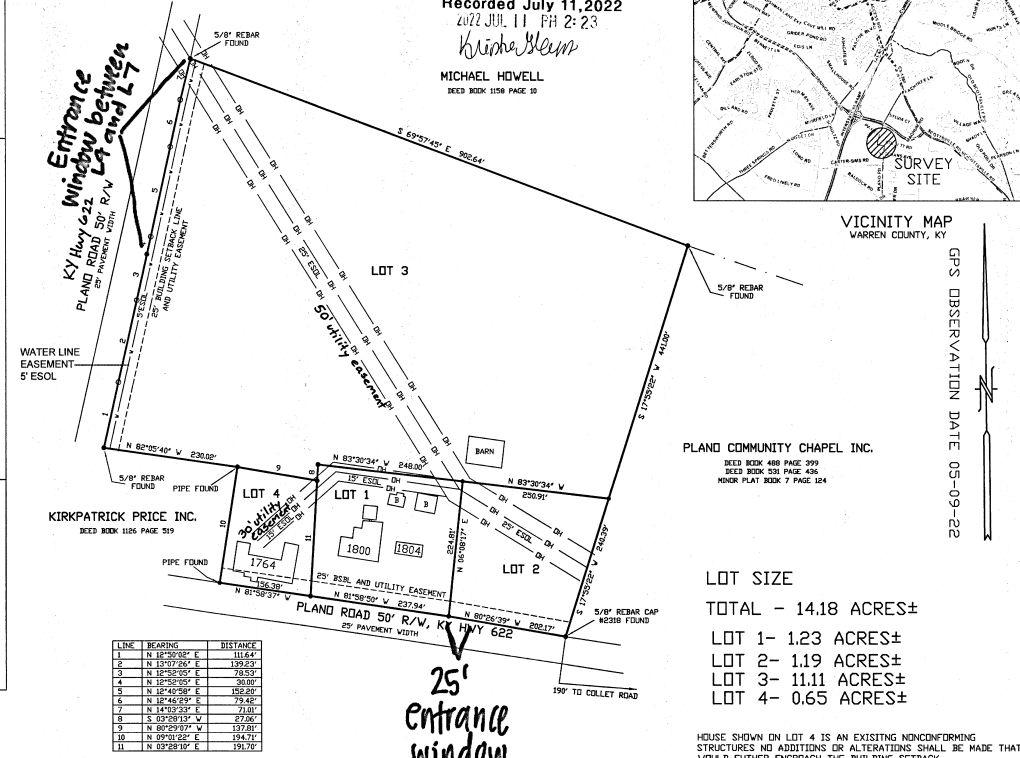 Recorded July 11, 2022
2022 JUL 11 PM 2:23
MICHAEL HOWELL
DEED BOOK 1158 PAGE 10
5/8" REBAR
FOUND
Entrance
window between
L4 and L7
KY Hwy 622
PLANO ROAD 50' R/W
25' PAVEMENT WIDTH
S 69°57'45" E 902.64'
25' BUILDING SETBACK LINE
AND UTILITY EASEMENT
5' ESOL
25' ESOL
50' utility easement
LOT 3
SURVEY
SITE
VICINITY MAP
WARREN COUNTY, KY
GPS OBSERVATION DATE 05-09-22
N
5/8" REBAR
FOUND
S 17°55'22" W 441.00'
WATER LINE
EASEMENT
5' ESOL
N 82°05'40" W 230.02'
5/8" REBAR
FOUND
PIPE FOUND
N 83°30'34" W
248.00'
15' ESOL
BARN
N 83°30'34" W
250.91'
PLANO COMMUNITY CHAPEL INC.
DEED BOOK 488 PAGE 399
DEED BOOK 531 PAGE 436
MINOR PLAT BOOK 7 PAGE 124
KIRKPATRICK PRICE INC.
DEED BOOK 1126 PAGE 519
LOT 4
30' utility
easement
15' ESOL
1764
LOT 1
B
B
1800
1804
224.81'
N 06°08'17" E
25' ESOL
LOT 2
S 17°55'22" W 240.39'
PIPE FOUND
156.38'
N 81°58'37" W
25' BSBL AND UTILITY EASEMENT
N 81°58'50" W 237.94'
N 80°26'39" W 202.17'
PLANO ROAD 50' R/W, KY HWY 622
25' PAVEMENT WIDTH
5/8" REBAR CAP
#2318 FOUND
190' TO COLLET ROAD
25'
entrance
window
LOT SIZE
TOTAL - 14.18 ACRES±
LOT 1- 1.23 ACRES±
LOT 2- 1.19 ACRES±
LOT 3- 11.11 ACRES±
LOT 4- 0.65 ACRES±
LINE BEARING DISTANCE
1 N 12°50'02" E 111.64'
2 N 13°07'26" E 139.23'
3 N 12°52'05" E 78.53'
4 N 12°52'05" E 30.00'
5 N 12°40'58" E 152.20'
6 N 12°46'29" E 79.42'
7 N 14°03'33" E 71.01'
8 S 03°28'13" W 27.06'
9 N 80°29'07" W 137.81'
10 N 09°01'22" E 194.71'
11 N 03°28'10" E 191.70'
HOUSE SHOWN ON LOT 4 IS AN EXISITNG NONCONFORMING
STRUCTURES NO ADDITIONS OR ALTERATIONS SHALL BE MADE THAT
WOULD FUTHER ENCROACH THE BUILDING SETBACK